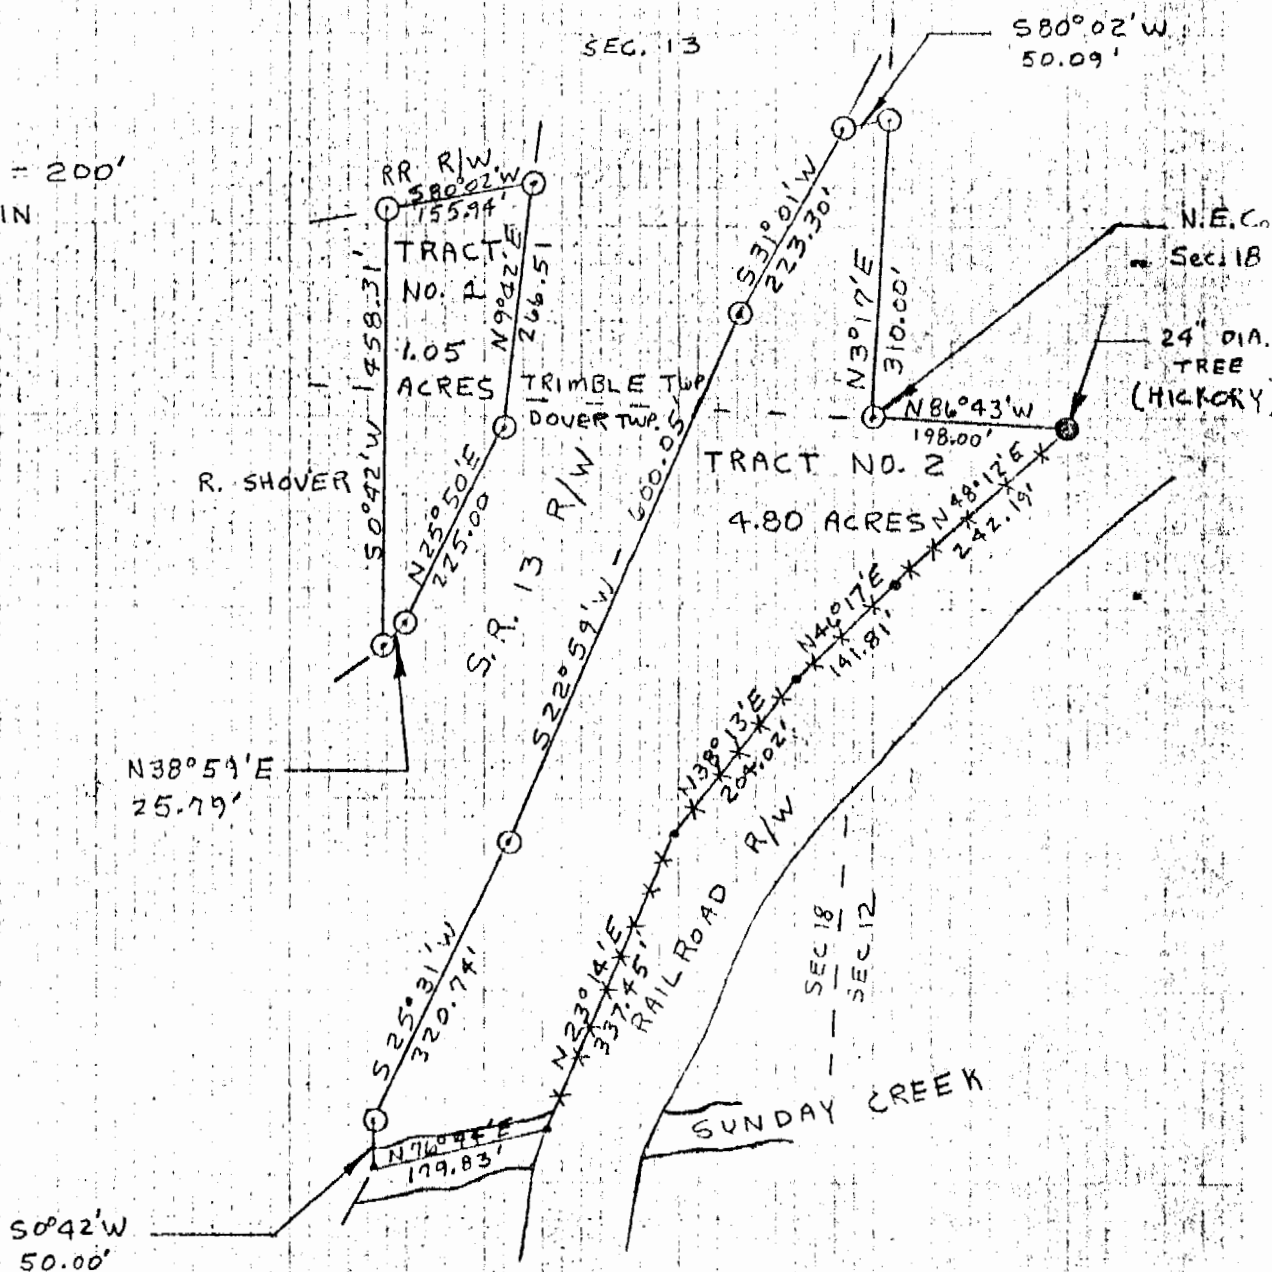 SEC. 13
S80°02'W
50.09'
= 200'
IN
RR R/W
S80°02'W
155.94'
TRACT
NO. 1
1.05
ACRES
S0°42'W 458.31'
N9°42'E
266.51
TRIMBLE TWP.
DOVER TWP.
R. SHOVER
N25°50'E
225.00
N38°59'E
25.79'
S.R. 13 R/W
S31°01'W
223.30'
N3°17'E
310.00'
N.E.Co
Sec. 18
24" DIA.
TREE
(HICKORY)
N86°43'W
198.00'
TRACT NO. 2
4.80 ACRES
S22°59'W - 600.05'
N48°12'E
242.19'
N46°17'E
141.81'
N38°13'E
204.02'
N23°14'E
337.45'
RAILROAD R/W
SEC 18
SEC 12
S25°31'W
320.74'
N76°44'E
179.83'
SUNDAY CREEK
S0°42'W
50.00'